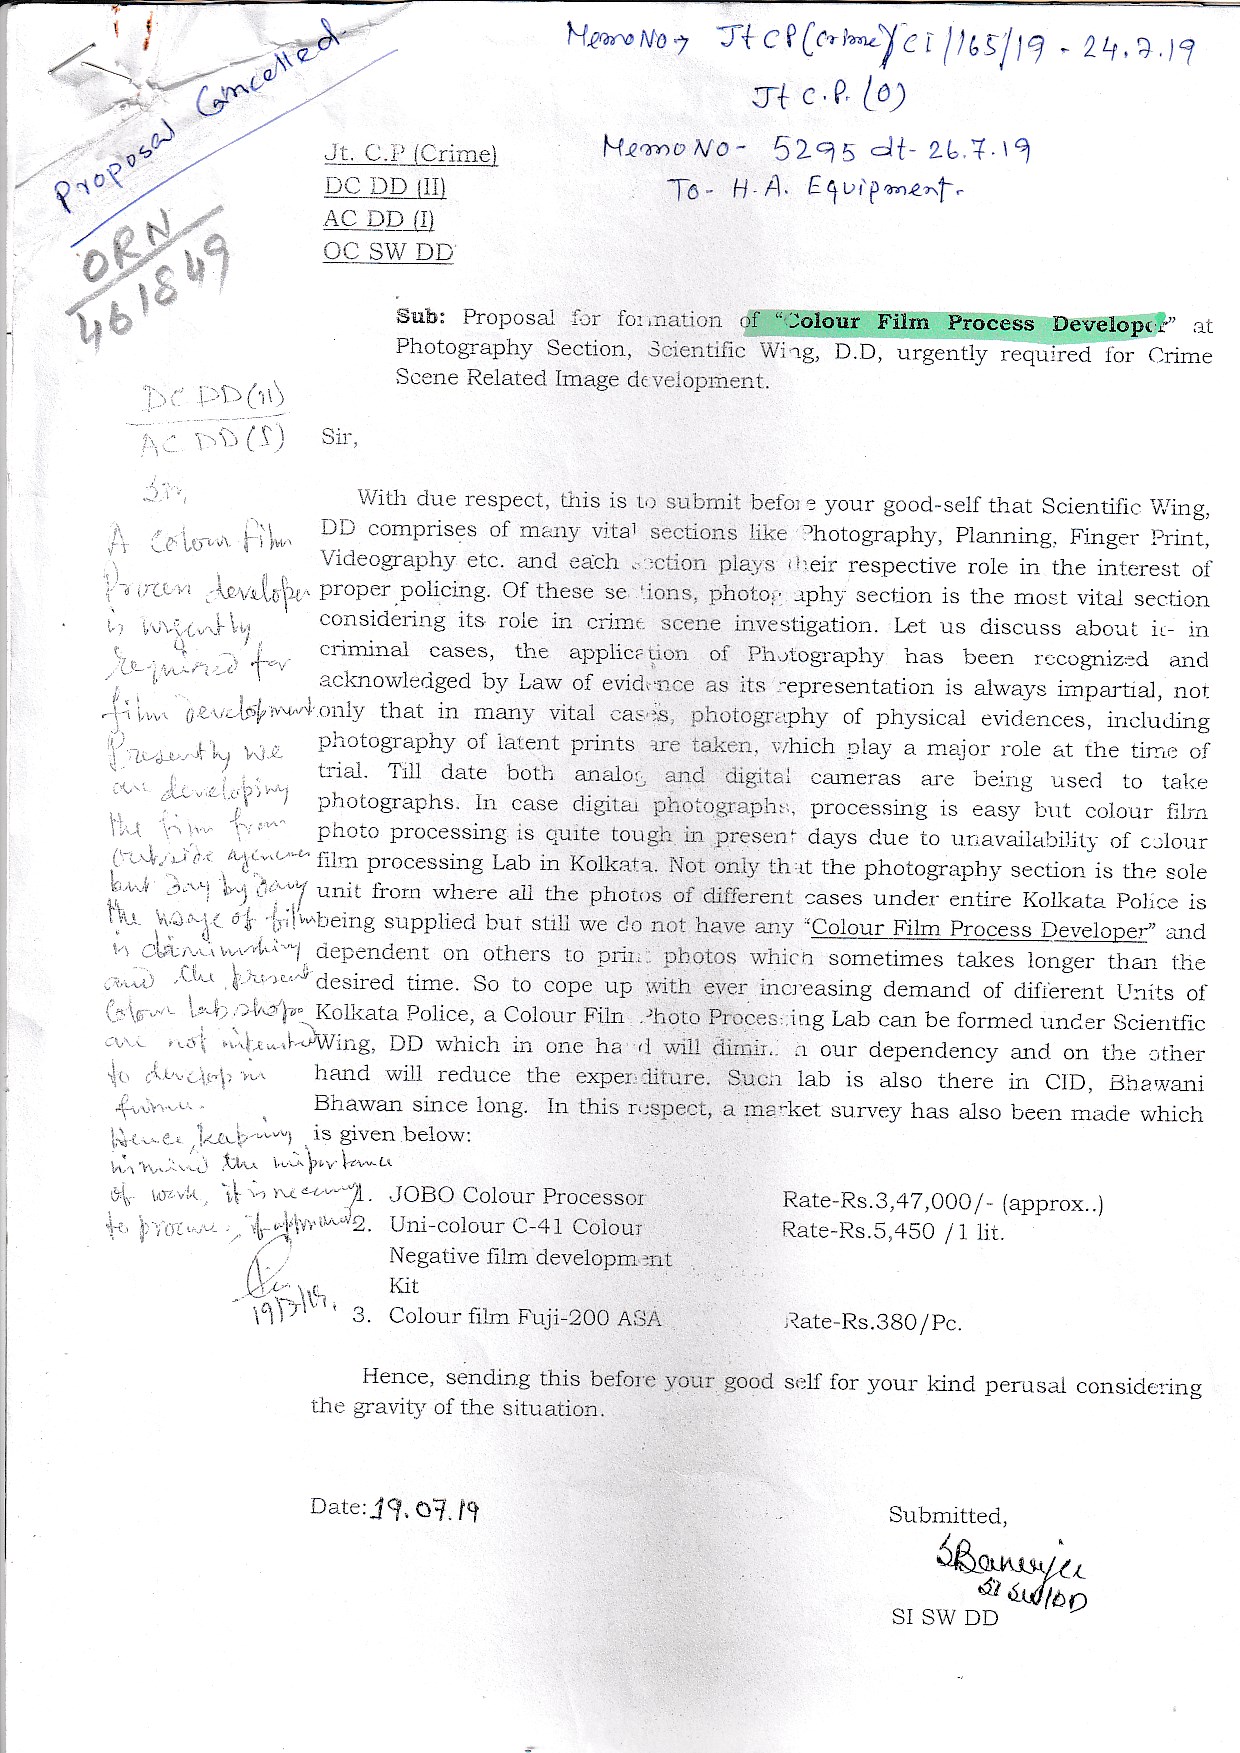 Proposal Cancelled
ORN
461849
Memo No → Jt CP (Crime)/CI/165/19 - 24.7.19
Jt C.P. (O)
Memo No - 5295 dt- 26.7.19
To- H.A. Equipment.
Jt. C.P (Crime)
DC DD (II)
AC DD (I)
OC SW DD
Sub: Proposal for formation of “Colour Film Process Developer” at
Photography Section, Scientific Wing, D.D, urgently required for Crime
Scene Related Image development.
Sir,
With due respect, this is to submit before your good-self that Scientific Wing,
DD comprises of many vital sections like Photography, Planning, Finger Print,
Videography etc. and each section plays their respective role in the interest of
proper policing. Of these sections, photography section is the most vital section
considering its role in crime scene investigation. Let us discuss about it- in
criminal cases, the application of Photography has been recognized and
acknowledged by Law of evidence as its representation is always impartial, not
only that in many vital cases, photography of physical evidences, including
photography of latent prints are taken, which play a major role at the time of
trial. Till date both analog and digital cameras are being used to take
photographs. In case digital photographs, processing is easy but colour film
photo processing is quite tough in present days due to unavailability of colour
film processing Lab in Kolkata. Not only that the photography section is the sole
unit from where all the photos of different cases under entire Kolkata Police is
being supplied but still we do not have any “Colour Film Process Developer” and
dependent on others to print photos which sometimes takes longer than the
desired time. So to cope up with ever increasing demand of different Units of
Kolkata Police, a Colour Film Photo Processing Lab can be formed under Scientfic
Wing, DD which in one hand will diminish our dependency and on the other
hand will reduce the expenditure. Such lab is also there in CID, Bhawani
Bhawan since long. In this respect, a market survey has also been made which
is given below:
1. JOBO Colour Processor Rate-Rs.3,47,000/- (approx..)
2. Uni-colour C-41 Colour Rate-Rs.5,450 /1 lit.
Negative film development
Kit
3. Colour film Fuji-200 ASA Rate-Rs.380/Pc.
Hence, sending this before your good self for your kind perusal considering
the gravity of the situation.
Date: 19.07.19
Submitted,
SBanerjee
SI SW/DD
SI SW DD
DC DD (II)
AC DD (I)
Sir,
A colour film
Process developer
is urgently
required for
film development
Presently we
are developing
the film from
outside agencies
but day by day
the usage of film
is diminishing
and the present
Colour lab shops
are not interested
to develop in
future.
Hence, keeping
in mind the importance
of work, it is necessary
to procure, if approved
19/7/19.